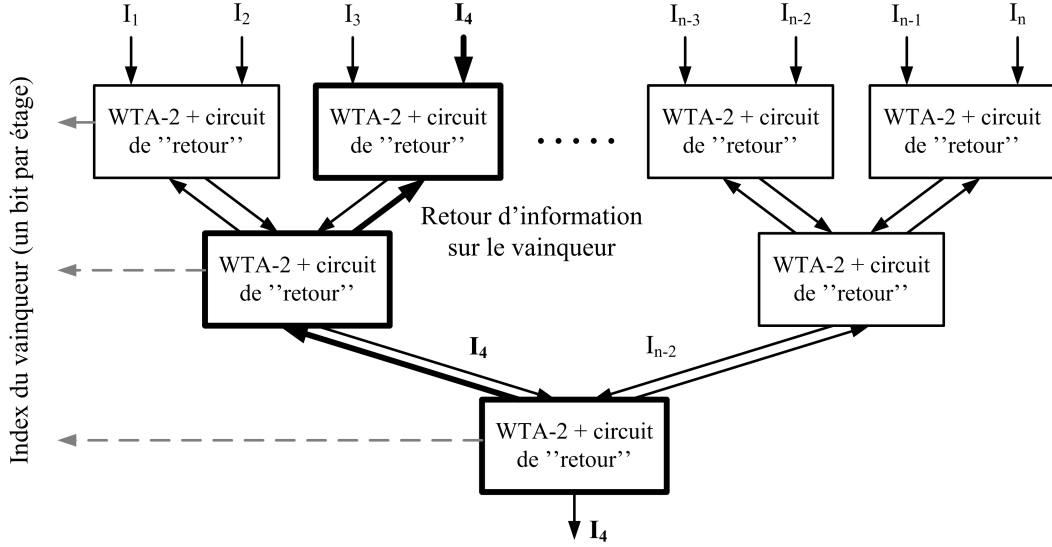 I1 I2 I3 I4 In-3 In-2 In-1 In
WTA-2 + circuit
de ’’retour’’
WTA-2 + circuit
de ’’retour’’
.....
WTA-2 + circuit
de ’’retour’’
WTA-2 + circuit
de ’’retour’’
Index du vainqueur (un bit par étage)
Retour d’information
sur le vainqueur
WTA-2 + circuit
de ’’retour’’
WTA-2 + circuit
de ’’retour’’
I4 In-2
WTA-2 + circuit
de ’’retour’’
I4